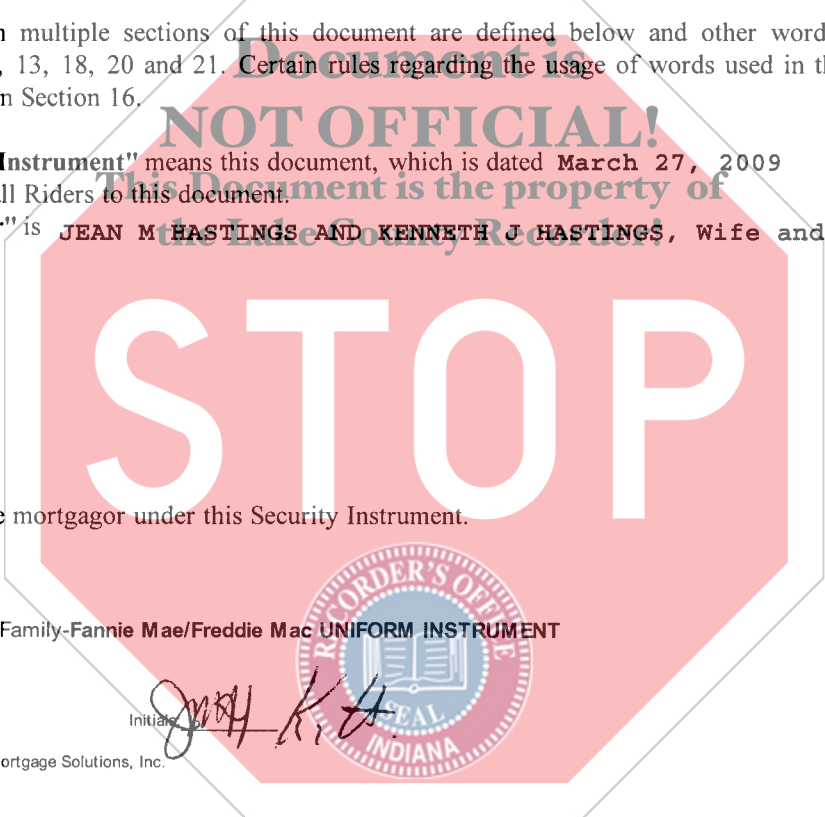 multiple sections of this document are defined below and other word
, 13, 18, 20 and 21. Certain rules regarding the usage of words used in th
n Section 16.
Document is
NOT OFFICIAL!
This Document is the property of
the Lake County Recorder!
Instrument" means this document, which is dated March 27, 2009
ll Riders to this document.
" is JEAN M HASTINGS AND KENNETH J HASTINGS, Wife and
STOP
e mortgagor under this Security Instrument.
Family-Fannie Mae/Freddie Mac UNIFORM INSTRUMENT
RECORDER'S OFFICE
SEAL
INDIANA
Initials JMH K.J.H.
ortgage Solutions, Inc.